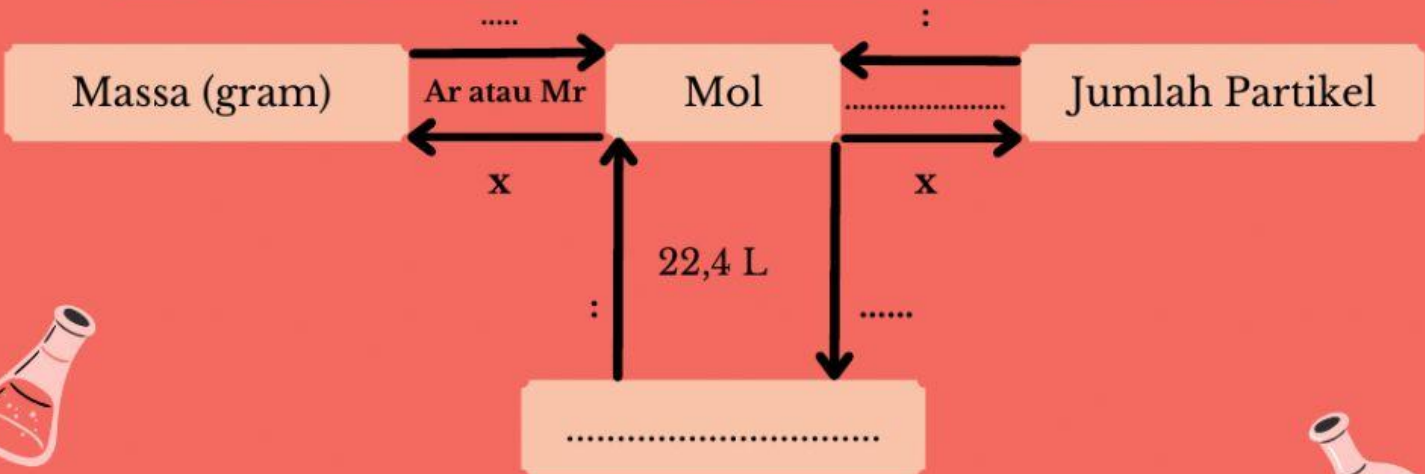 ..... :
Massa (gram) Ar atau Mr Mol ...................... Jumlah Partikel
x x
22,4 L
: ......
...............................